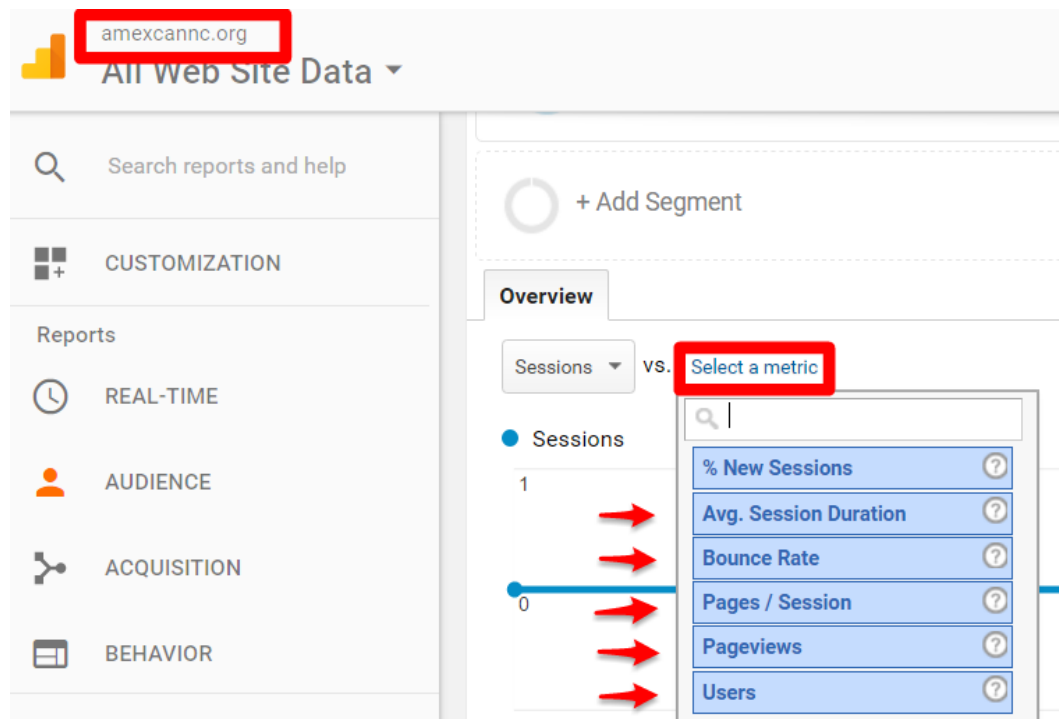 amexcannc.org
All Web Site Data
Search reports and help
+ Add Segment
CUSTOMIZATION
Overview
Reports
Sessions vs. Select a metric
REAL-TIME
Sessions
% New Sessions
1
AUDIENCE
Avg. Session Duration
Bounce Rate
ACQUISITION
0
Pages / Session
Pageviews
BEHAVIOR
Users